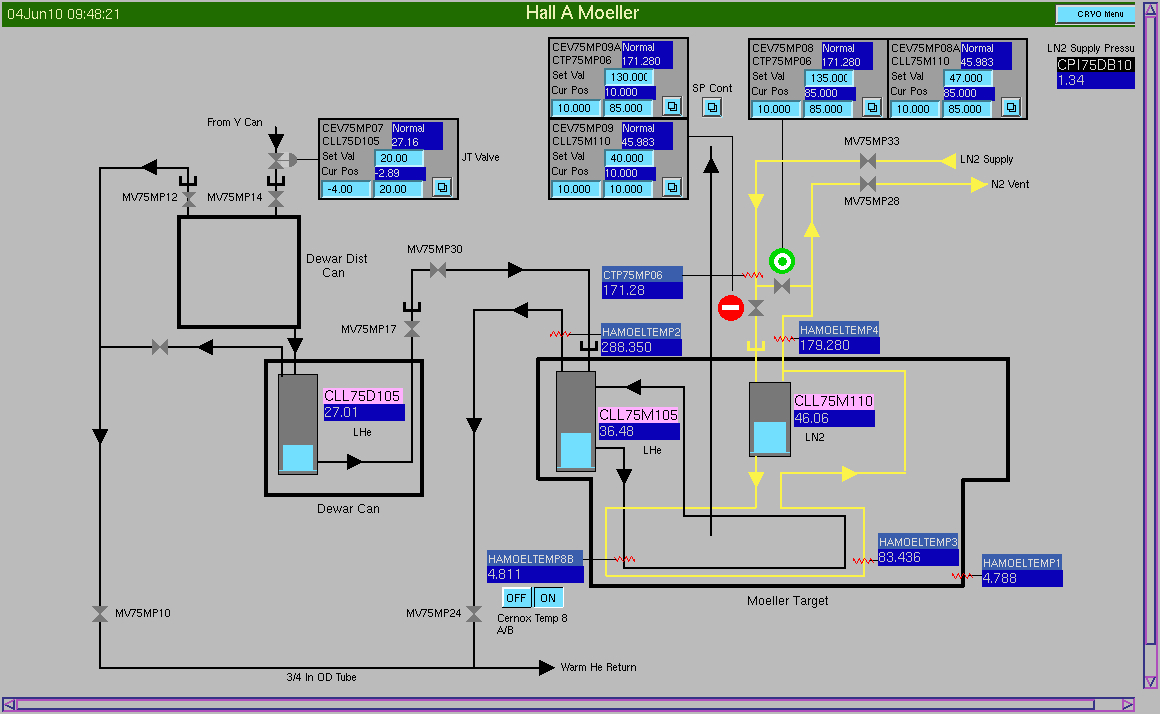 04Jun10 09:48:21
Hall A Moeller
CRYO Menu
CEV75MP09A Normal
CTP75MP06 171.280
Set Val 130.000
Cur Pos 10.000
10.000 85.000
CEV75MP09 Normal
CLL75M110 45.983
Set Val 40.000
Cur Pos 10.000
10.000 10.000
SP Cont
CEV75MP08 Normal
CTP75MP06 171.280
Set Val 135.000
Cur Pos 85.000
10.000 85.000
CEV75MP08A Normal
CLL75M110 45.983
Set Val 47.000
Cur Pos 85.000
10.000 85.000
LN2 Supply Pressu
CPI75DB10
1.34
From Y Can
CEV75MP07 Normal
CLL75D105 27.16
Set Val 20.00
Cur Pos -2.89
-4.00 20.00
JT Valve
MV75MP33
LN2 Supply
N2 Vent
MV75MP28
MV75MP12
MV75MP14
Dewar Dist
Can
MV75MP30
CTP75MP06
171.28
MV75MP17
HAMOELTEMP2
288.350
HAMOELTEMP4
179.280
CLL75D105
27.01
LHe
CLL75M105
36.48
LHe
CLL75M110
46.06
LN2
Dewar Can
HAMOELTEMP8B
4.811
OFF ON
Cernox Temp 8
A/B
HAMOELTEMP3
83.436
HAMOELTEMP1
4.788
Moeller Target
MV75MP10
MV75MP24
Warm He Return
3/4 In OD Tube